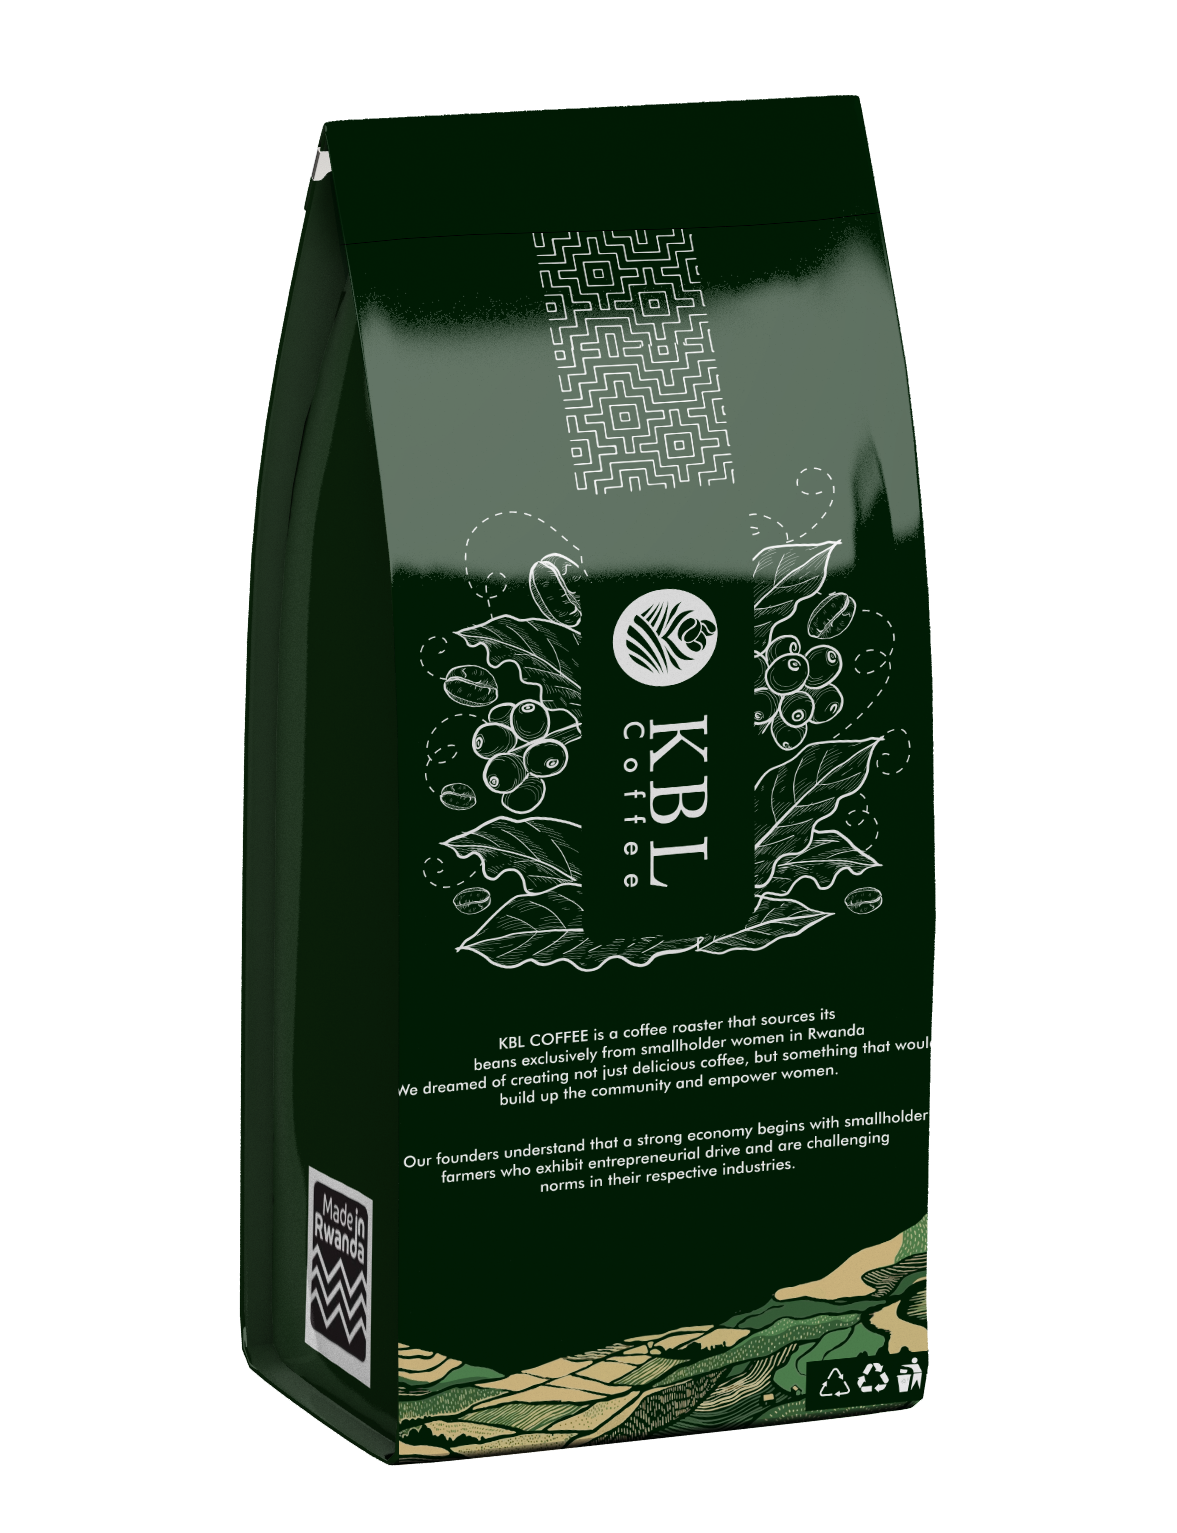 KBL
Coffee
KBL COFFEE is a coffee roaster that sources its
beans exclusively from smallholder women in Rwanda
We dreamed of creating not just delicious coffee, but something that would
build up the community and empower women.
Our founders understand that a strong economy begins with smallholder
farmers who exhibit entrepreneurial drive and are challenging
norms in their respective industries.
Made in
Rwanda